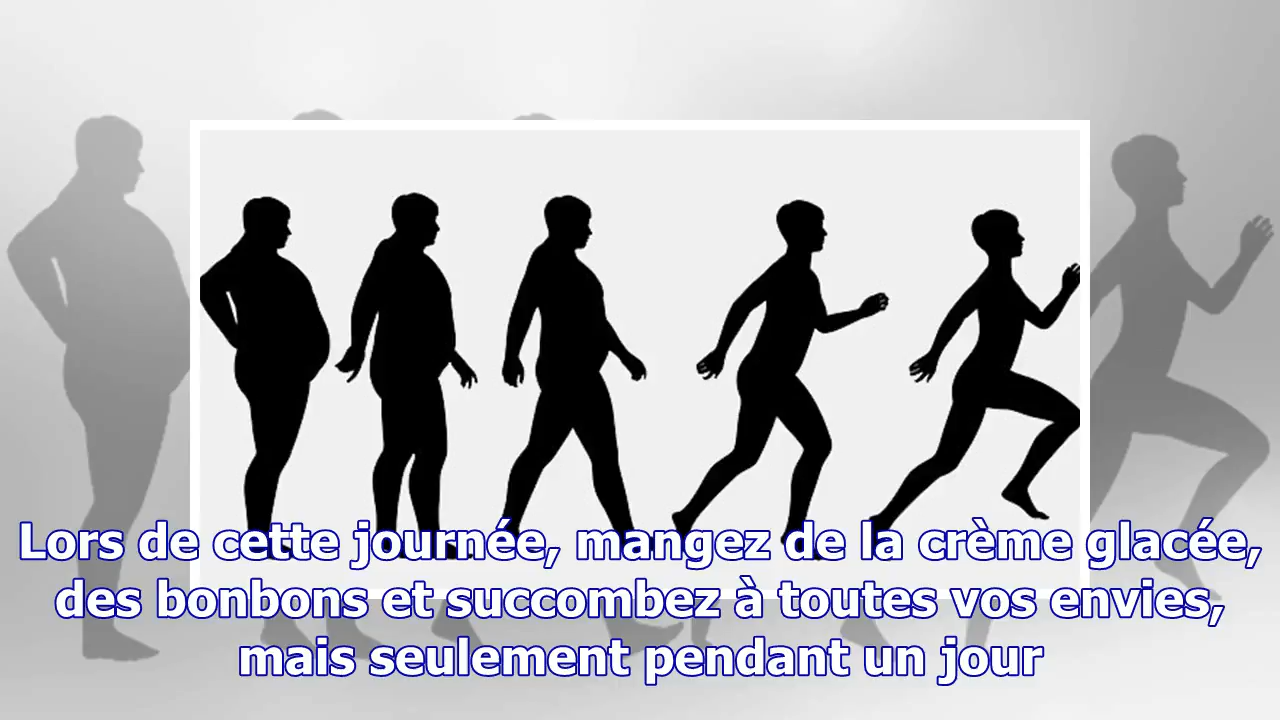 Lors de cette journée, mangez de la crème glacée,
des bonbons et succombez à toutes vos envies,
mais seulement pendant un jour